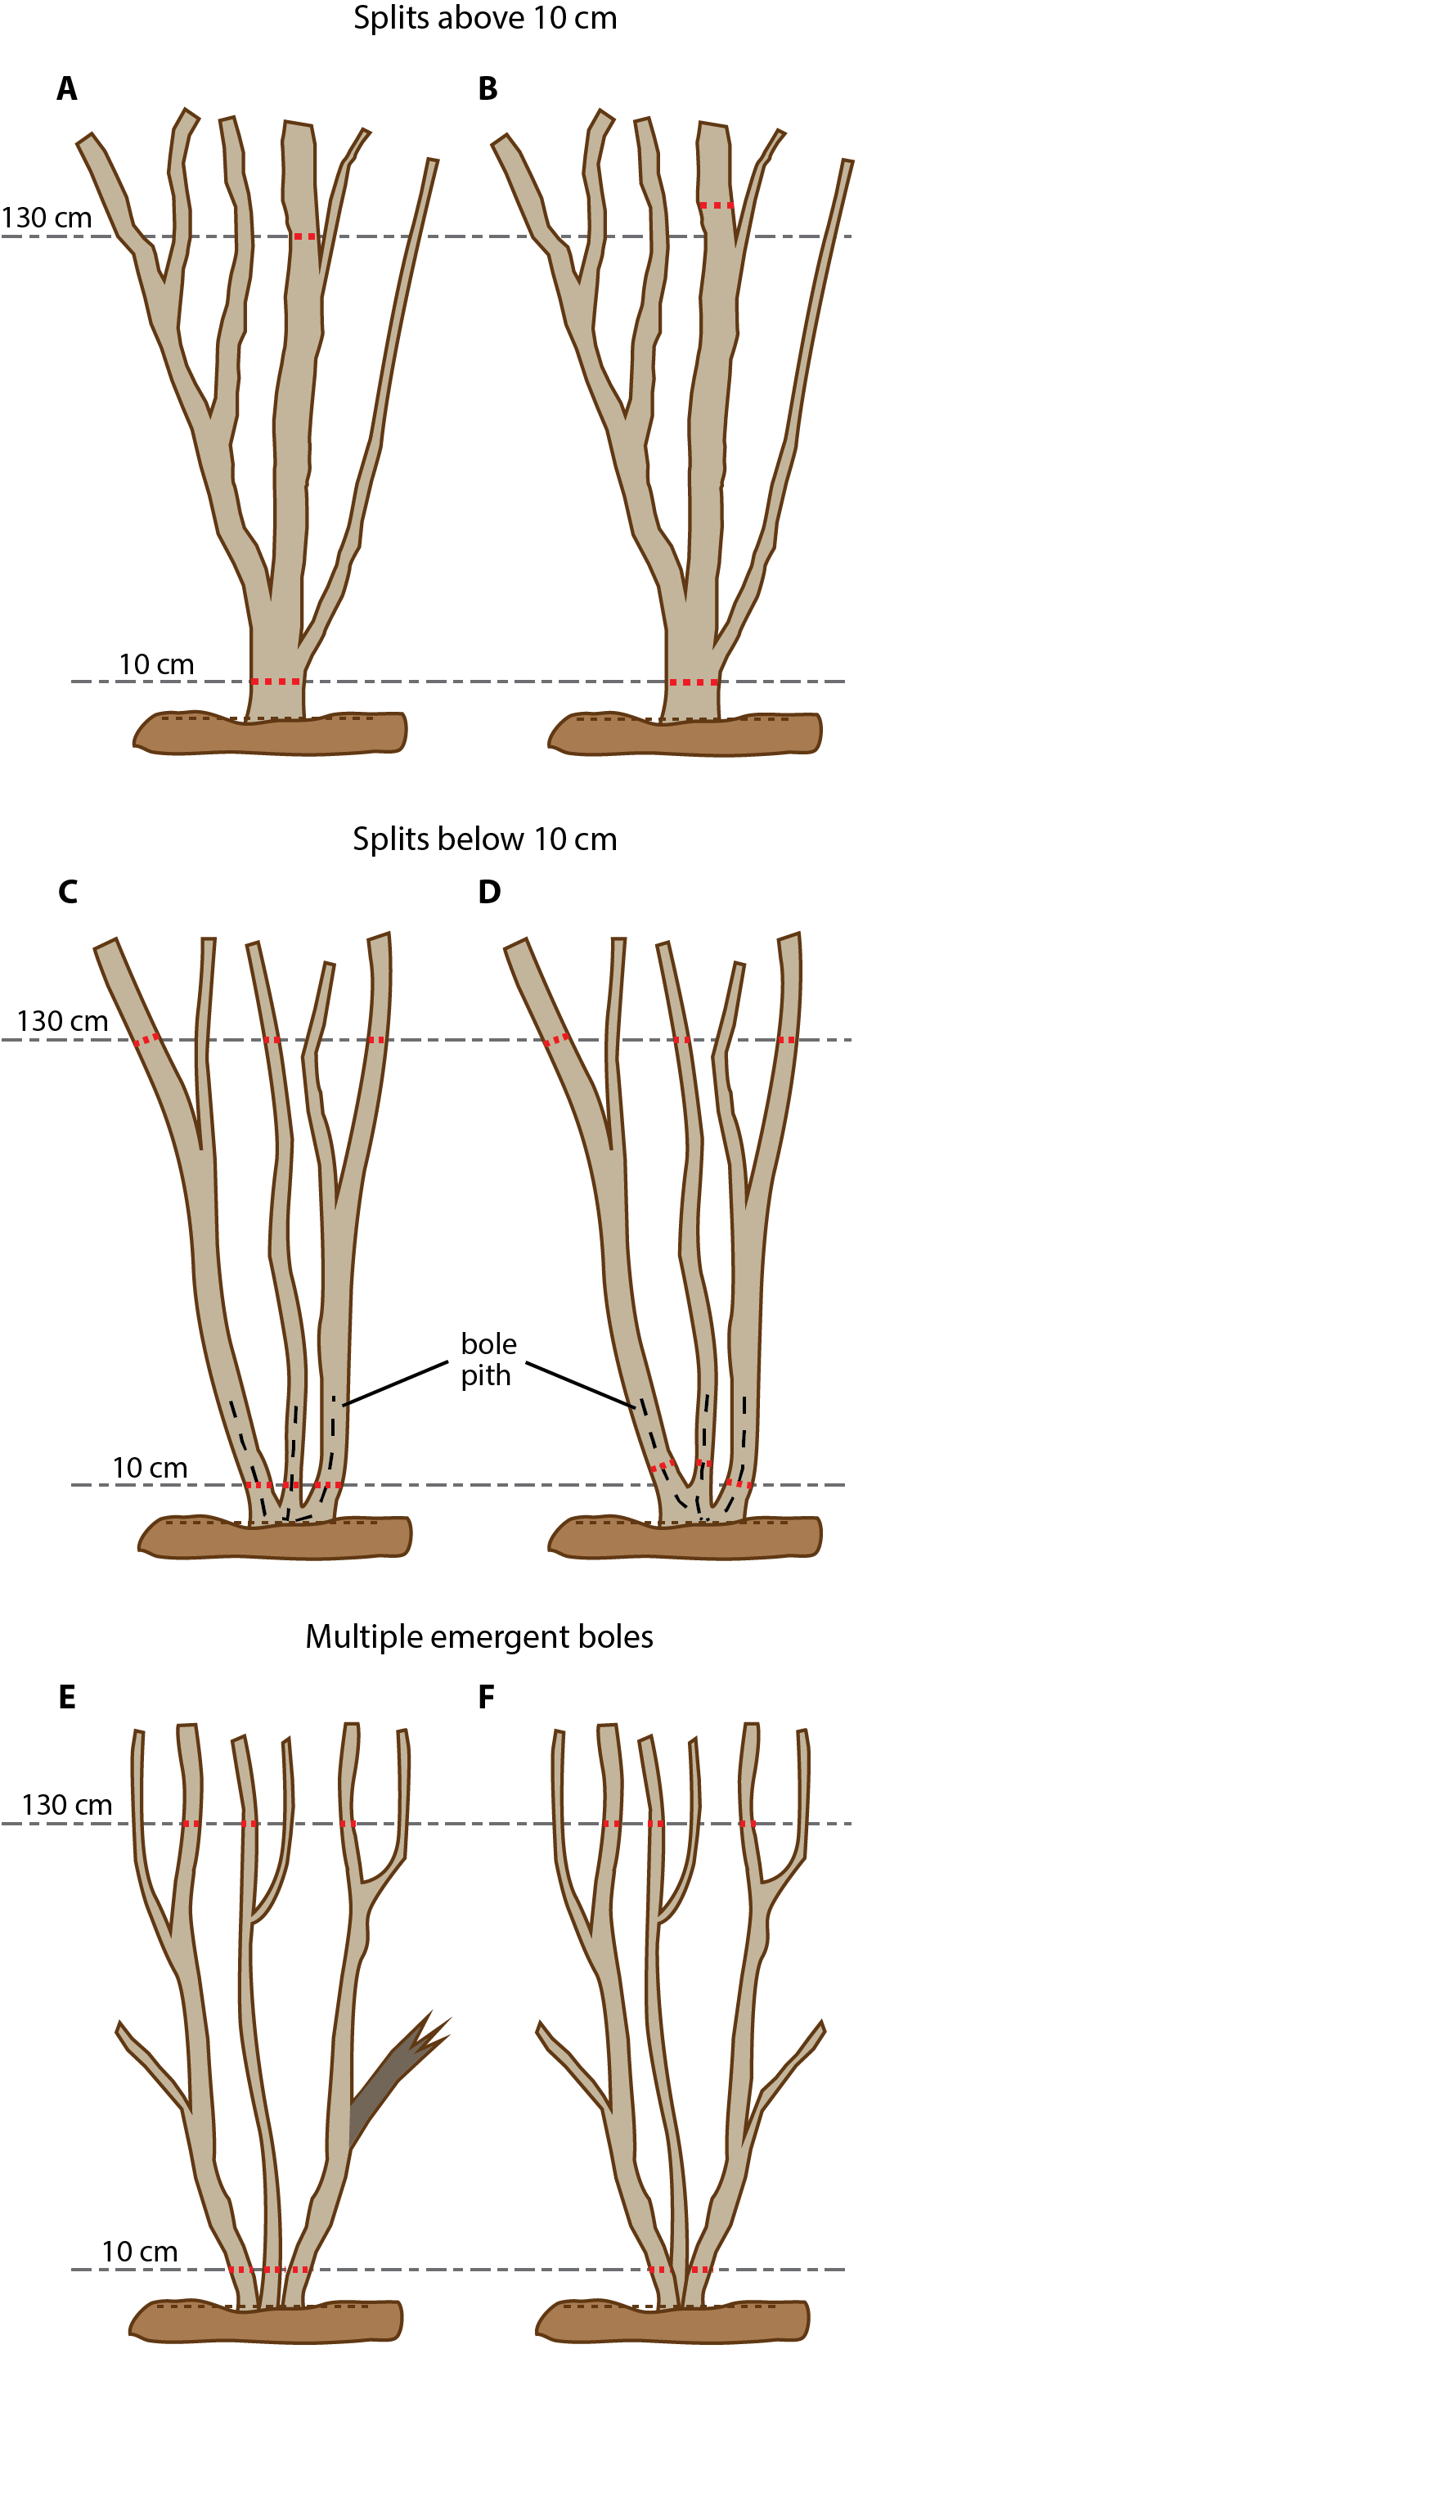 Splits above 10 cm
A
B
130 cm
10 cm
Splits below 10 cm
C
D
130 cm
bole
pith
10 cm
Multiple emergent boles
E
F
130 cm
10 cm